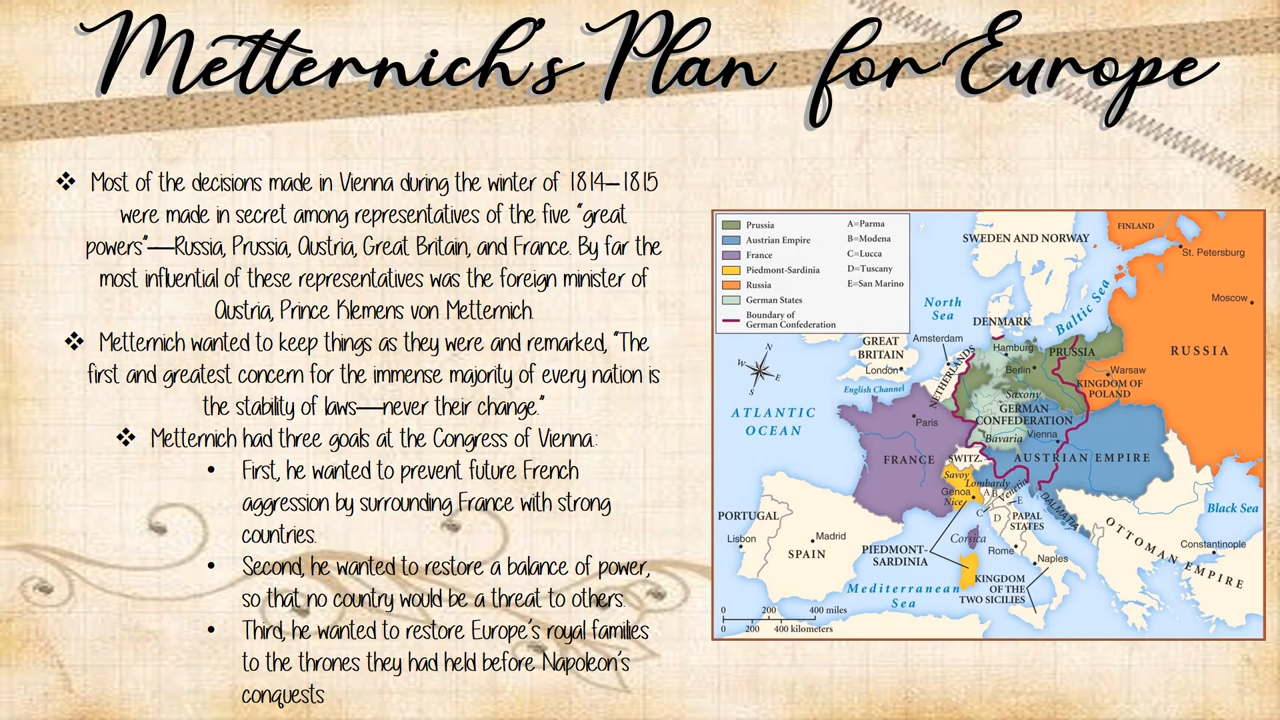 Metternich's Plan for Europe
❖ Most of the decisions made in Vienna during the winter of 1814–1815
were made in secret among representatives of the five "great
powers"—Russia, Prussia, Austria, Great Britain, and France. By far the
most influential of these representatives was the foreign minister of
Austria, Prince Klemens von Metternich.
❖ Metternich wanted to keep things as they were and remarked, "The
first and greatest concern for the immense majority of every nation is
the stability of laws—never their change."
❖ Metternich had three goals at the Congress of Vienna:
• First, he wanted to prevent future French
aggression by surrounding France with strong
countries.
• Second, he wanted to restore a balance of power,
so that no country would be a threat to others.
• Third, he wanted to restore Europe's royal families
to the thrones they had held before Napoleon's
conquests
Prussia
Austrian Empire
France
Piedmont-Sardinia
Russia
German States
Boundary of
German Confederation
A=Parma
B=Modena
C=Lucca
D=Tuscany
E=San Marino
SWEDEN AND NORWAY
FINLAND
St. Petersburg
Moscow
North
Sea
Baltic Sea
DENMARK
RUSSIA
Amsterdam
GREAT
BRITAIN
London
Hamburg
Berlin
PRUSSIA
Warsaw
KINGDOM OF
POLAND
NETHERLANDS
English Channel
Saxony
GERMAN
CONFEDERATION
ATLANTIC
OCEAN
Paris
Bavaria
Vienna
FRANCE
SWITZ.
AUSTRIAN EMPIRE
Savoy
Lombardy
Venetia
Genoa
Nice
A
B
C
D
E
DALMATIA
PAPAL
STATES
Black Sea
PORTUGAL
Lisbon
Madrid
SPAIN
PIEDMONT-
SARDINIA
Corsica
Rome
Naples
OTTOMAN EMPIRE
Constantinople
Mediterranean
Sea
KINGDOM
OF THE
TWO SICILIES
N
W
E
S
0 200 400 miles
0 200 400 kilometers